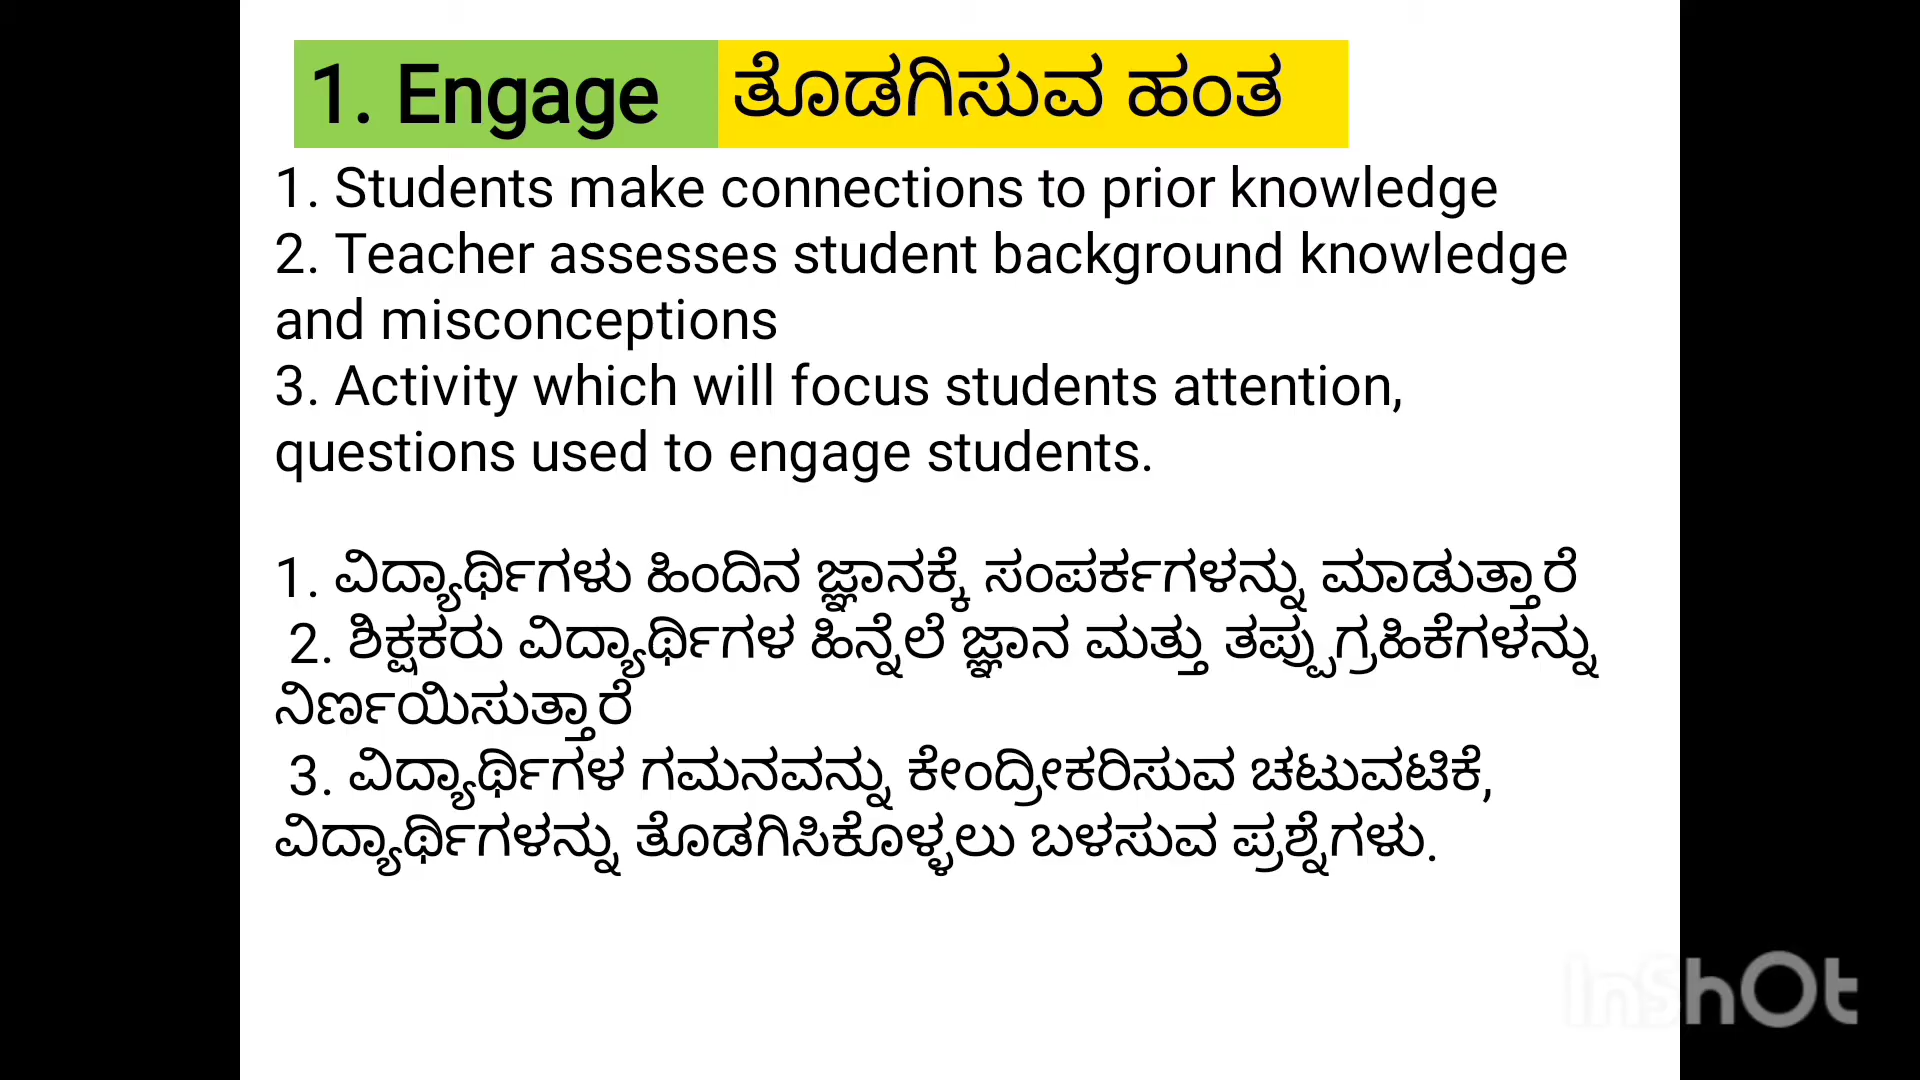 1. Engage ತೊಡಗಿಸುವ ಹಂತ
1. Students make connections to prior knowledge
2. Teacher assesses student background knowledge
and misconceptions
3. Activity which will focus students attention,
questions used to engage students.
1. ವಿದ್ಯಾರ್ಥಿಗಳು ಹಿಂದಿನ ಜ್ಞಾನಕ್ಕೆ ಸಂಪರ್ಕಗಳನ್ನು ಮಾಡುತ್ತಾರೆ
2. ಶಿಕ್ಷಕರು ವಿದ್ಯಾರ್ಥಿಗಳ ಹಿನ್ನೆಲೆ ಜ್ಞಾನ ಮತ್ತು ತಪ್ಪುಗ್ರಹಿಕೆಗಳನ್ನು
ನಿರ್ಣಯಿಸುತ್ತಾರೆ
3. ವಿದ್ಯಾರ್ಥಿಗಳ ಗಮನವನ್ನು ಕೇಂದ್ರೀಕರಿಸುವ ಚಟುವಟಿಕೆ,
ವಿದ್ಯಾರ್ಥಿಗಳನ್ನು ತೊಡಗಿಸಿಕೊಳ್ಳಲು ಬಳಸುವ ಪ್ರಶ್ನೆಗಳು.
InShOt